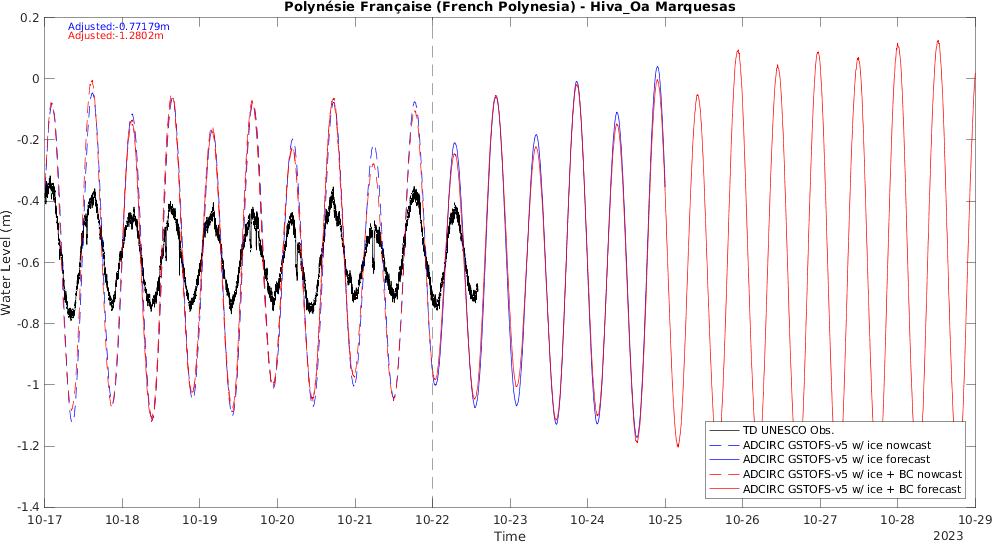 Polynésie Française (French Polynesia) - Hiva_Oa Marquesas
Adjusted:-0.77179m
Adjusted:-1.2802m
0.2
0
-0.2
-0.4
-0.6
-0.8
-1
-1.2
-1.4
Water Level (m)
TD UNESCO Obs.
ADCIRC GSTOFS-v5 w/ ice nowcast
ADCIRC GSTOFS-v5 w/ ice forecast
ADCIRC GSTOFS-v5 w/ ice + BC nowcast
ADCIRC GSTOFS-v5 w/ ice + BC forecast
10-17 10-18 10-19 10-20 10-21 10-22 10-23 10-24 10-25 10-26 10-27 10-28 10-29
Time
2023